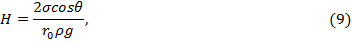 H = 2σcosθ / r₀ρg, (9)